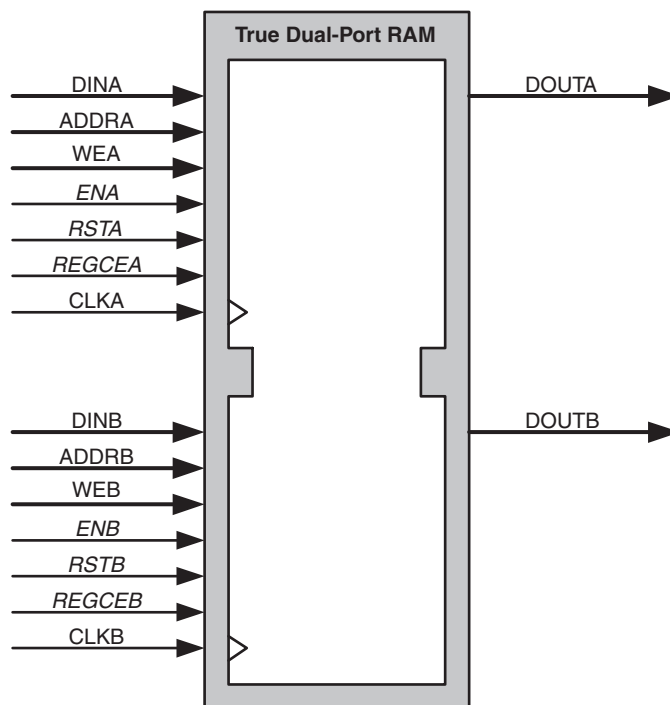 True Dual-Port RAM
DINA
DOUTA
ADDRA
WEA
ENA
RSTA
REGCEA
CLKA
DINB
DOUTB
ADDRB
WEB
ENB
RSTB
REGCEB
CLKB